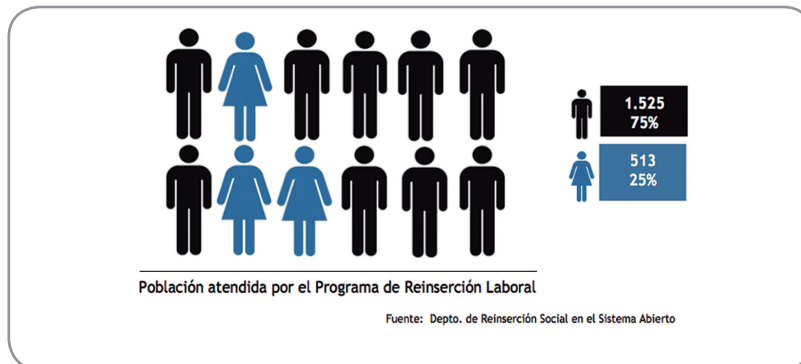 1.525
75%
513
25%
Población atendida por el Programa de Reinserción Laboral
Fuente: Depto. de Reinserción Social en el Sistema Abierto